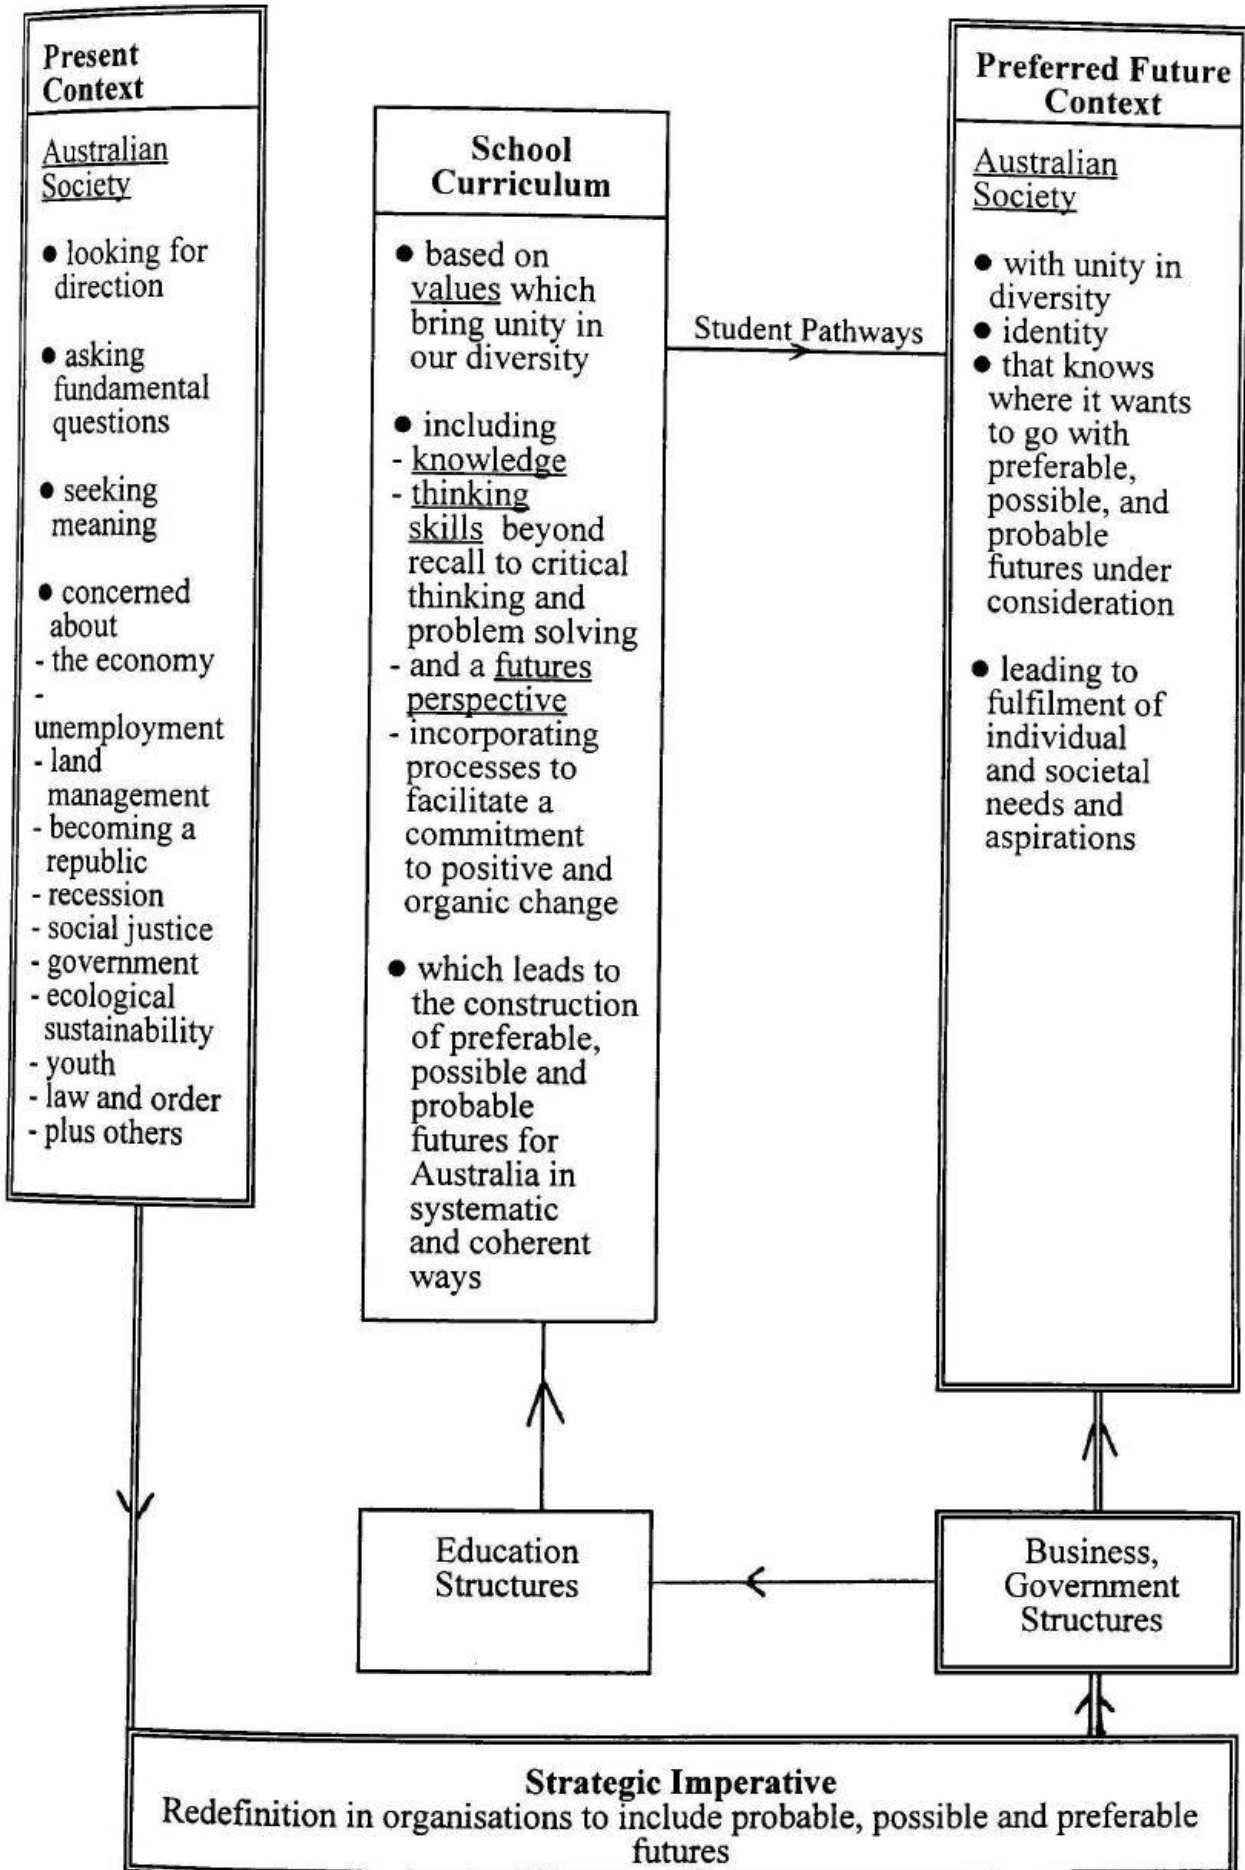 Present
Context
Australian
Society
● looking for
direction
● asking
fundamental
questions
● seeking
meaning
● concerned
about
- the economy
-
unemployment
- land
management
- becoming a
republic
- recession
- social justice
- government
- ecological
sustainability
- youth
- law and order
- plus others
School
Curriculum
● based on
values which
bring unity in
our diversity
● including
- knowledge
- thinking
skills beyond
recall to critical
thinking and
problem solving
- and a futures
perspective
- incorporating
processes to
facilitate a
commitment
to positive and
organic change
● which leads to
the construction
of preferable,
possible and
probable
futures for
Australia in
systematic
and coherent
ways
Student Pathways
Preferred Future
Context
Australian
Society
● with unity in
diversity
● identity
● that knows
where it wants
to go with
preferable,
possible, and
probable
futures under
consideration
● leading to
fulfilment of
individual
and societal
needs and
aspirations
Education
Structures
Business,
Government
Structures
Strategic Imperative
Redefinition in organisations to include probable, possible and preferable
futures